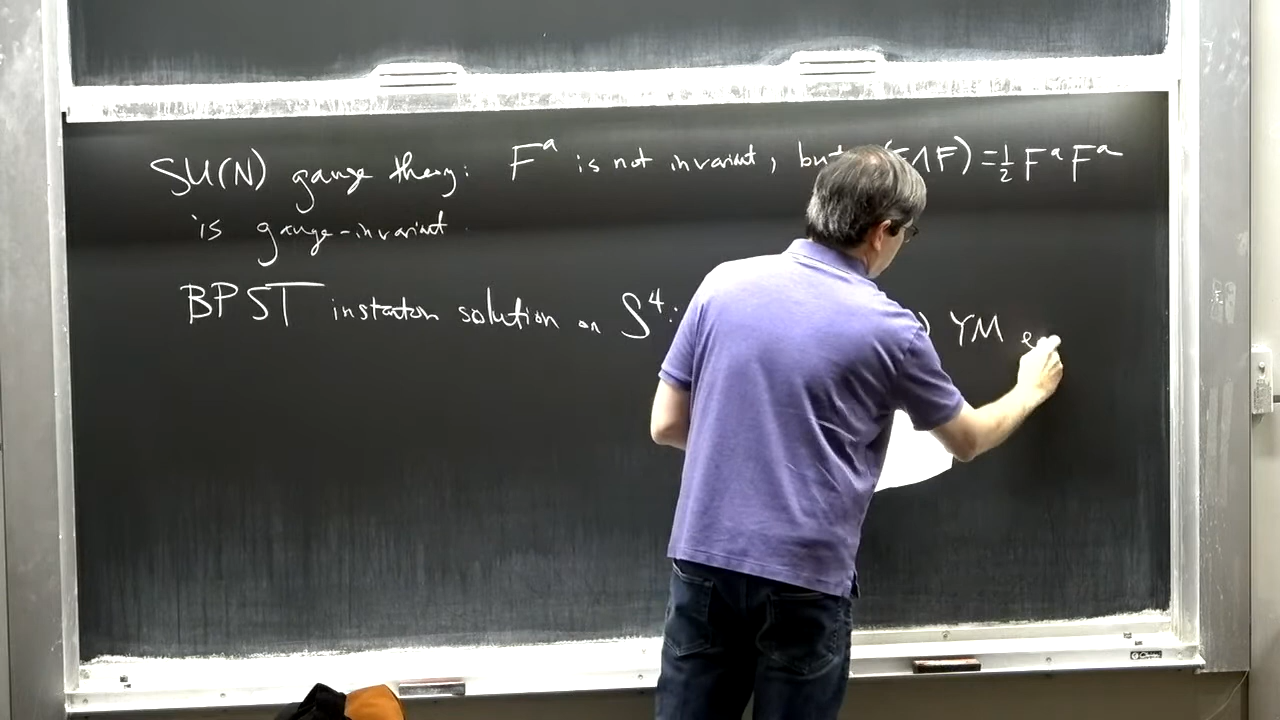 SU(N) gauge theory: F^a is not invariant, but ∧F) = ½ F^a F^a
is gauge-invariant.
BPST instanton solution on S^4: ) YM